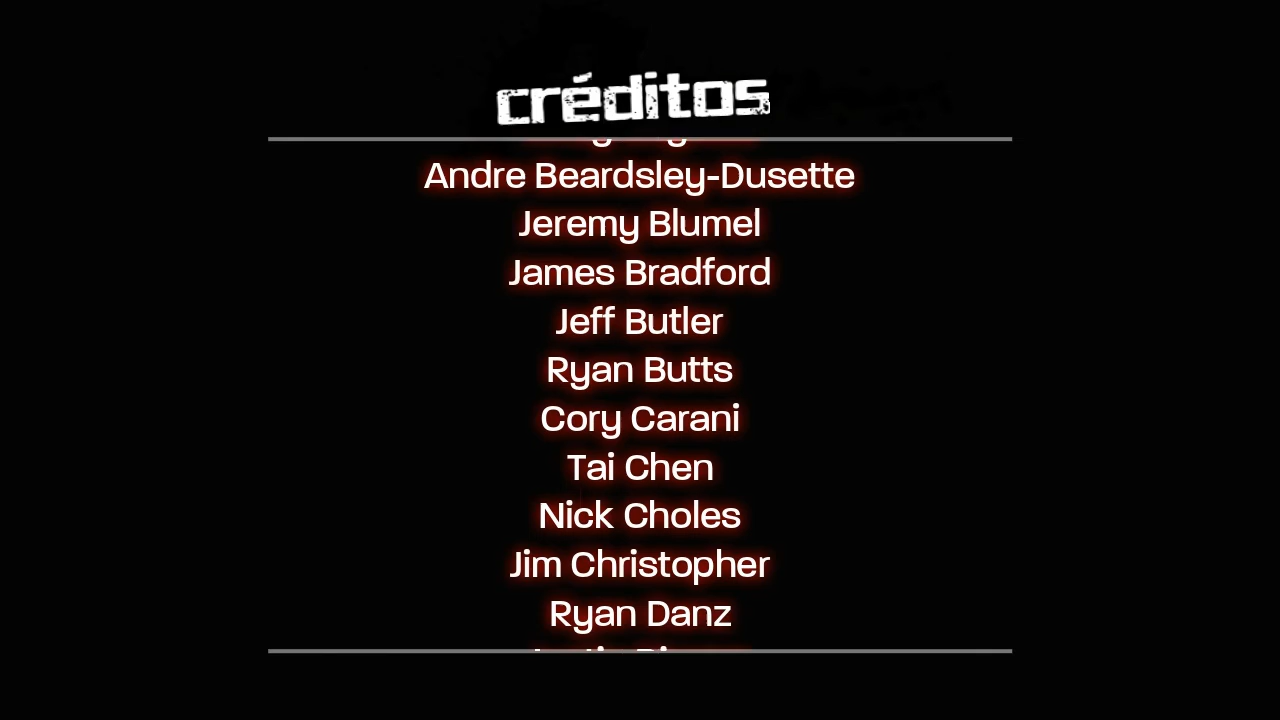 créditos
Andre Beardsley-Dusette
Jeremy Blumel
James Bradford
Jeff Butler
Ryan Butts
Cory Carani
Tai Chen
Nick Choles
Jim Christopher
Ryan Danz